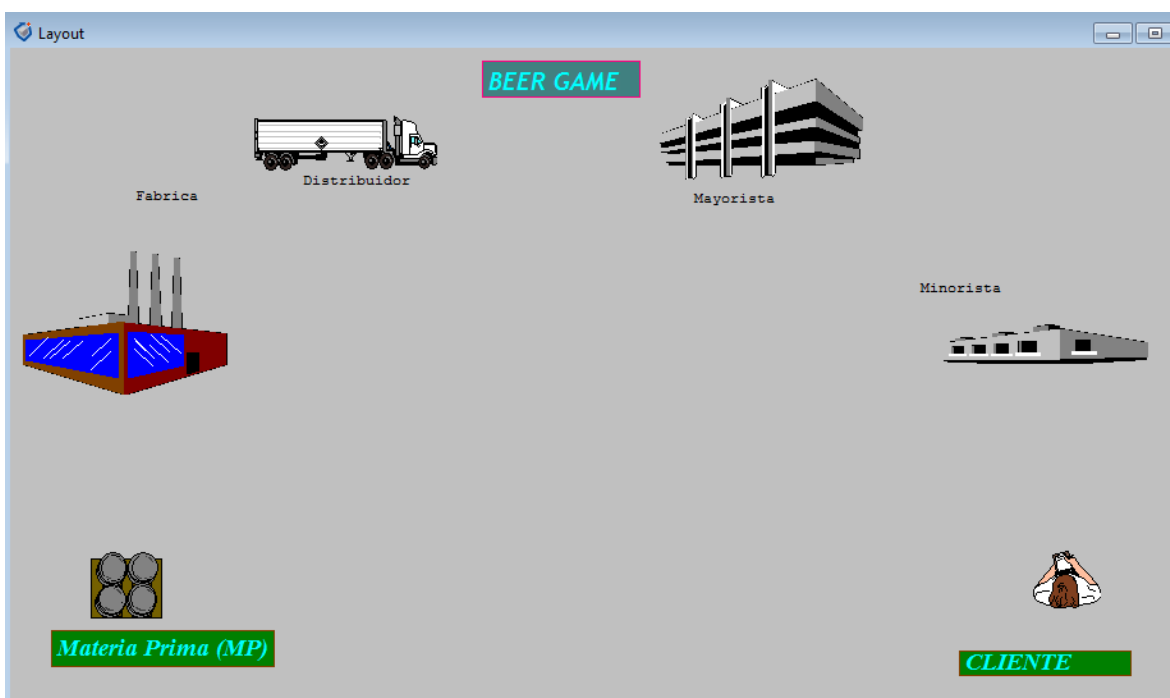 Layout
BEER GAME
Distribuidor
Fabrica
Mayorista
Minorista
Materia Prima (MP)
CLIENTE